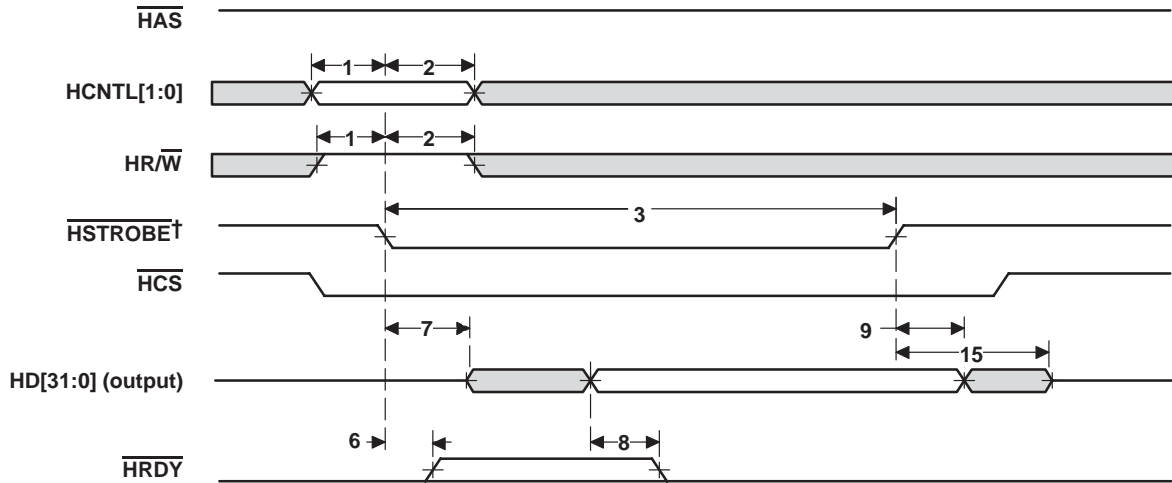 HAS
1 2
HCNTL[1:0]
1 2
HR/W
3
HSTROBE†
HCS
7 9
15
HD[31:0] (output)
6 8
HRDY